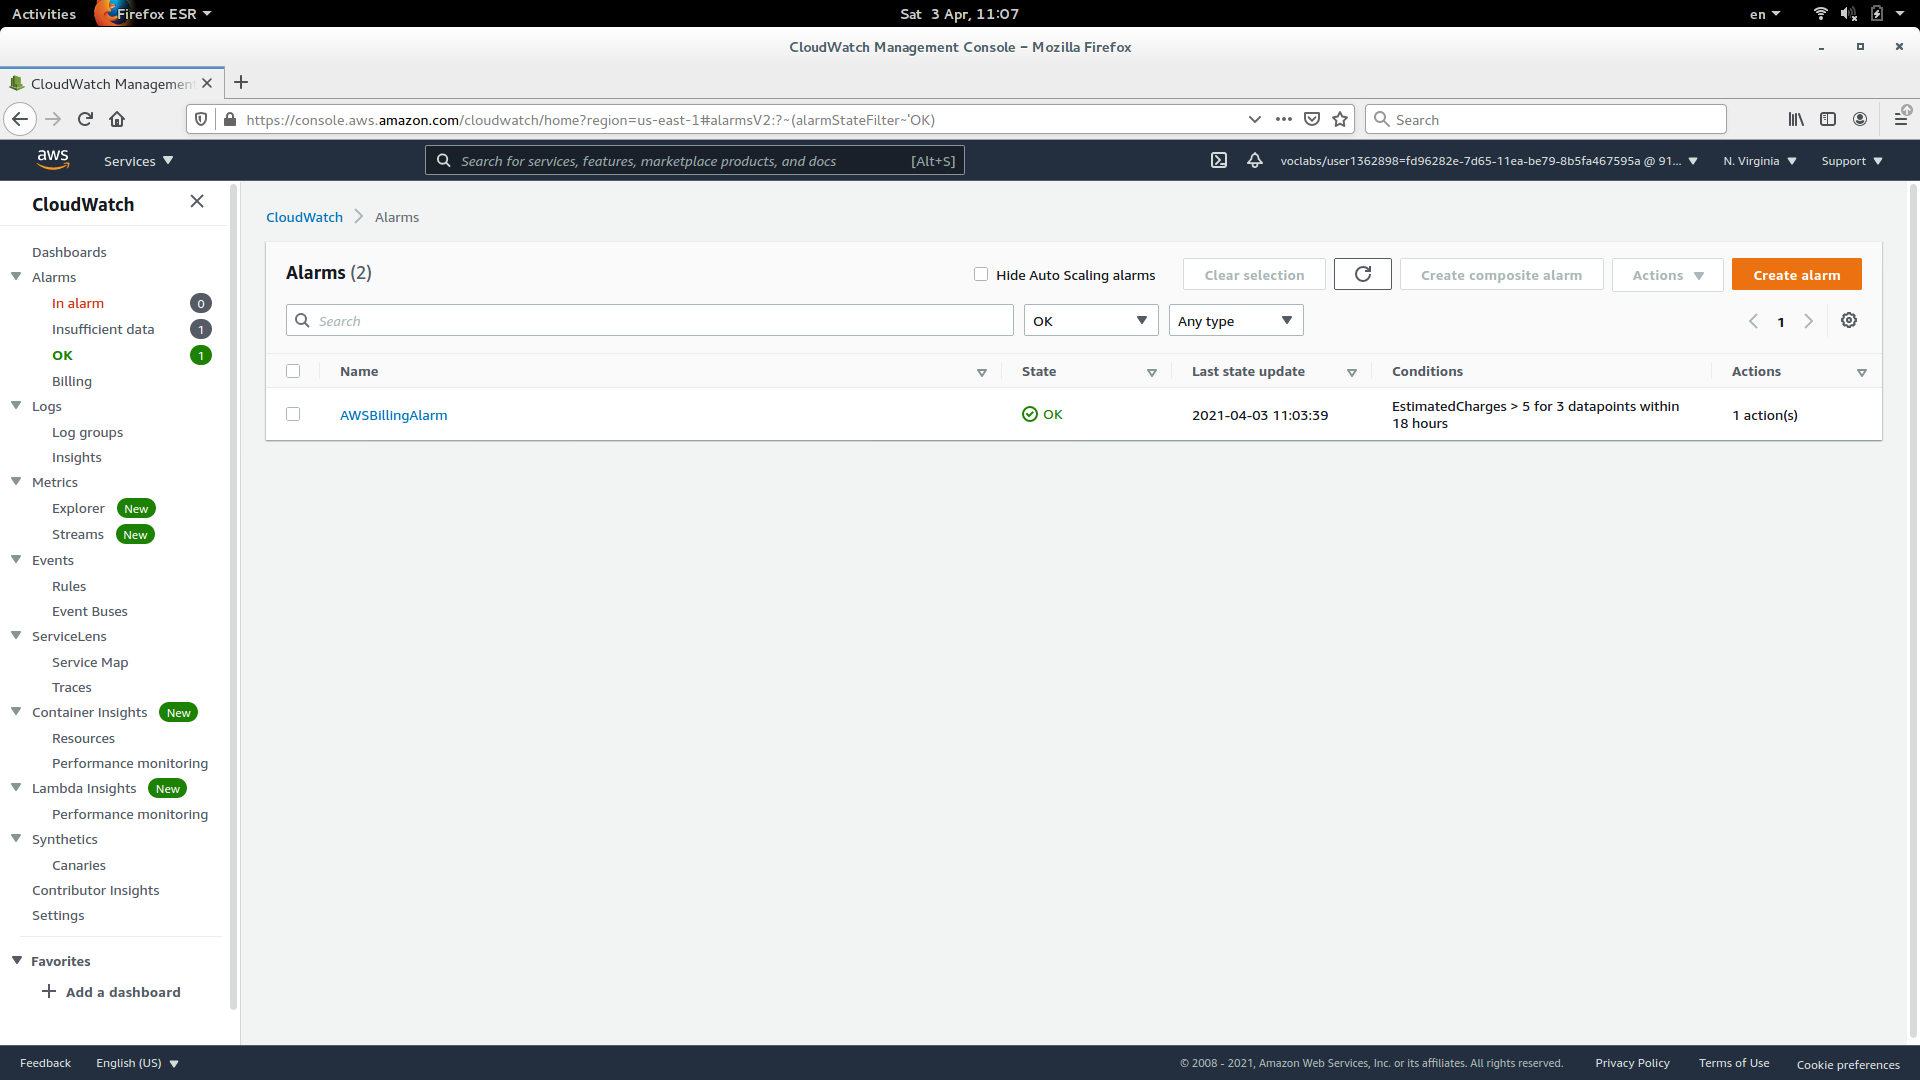 Activities
Firefox ESR
Sat 3 Apr, 11:07
en
CloudWatch Management Console – Mozilla Firefox
CloudWatch Management
https://console.aws.amazon.com/cloudwatch/home?region=us-east-1#alarmsV2:?~(alarmStateFilter~'OK)
Search
aws
Services
Search for services, features, marketplace products, and docs
[Alt+S]
voclabs/user1362898=fd96282e-7d65-11ea-be79-8b5fa467595a @ 91...
N. Virginia
Support
CloudWatch
Dashboards
Alarms
In alarm 0
Insufficient data 1
OK 1
Billing
Logs
Log groups
Insights
Metrics
Explorer New
Streams New
Events
Rules
Event Buses
ServiceLens
Service Map
Traces
Container Insights New
Resources
Performance monitoring
Lambda Insights New
Performance monitoring
Synthetics
Canaries
Contributor Insights
Settings
Favorites
Add a dashboard
CloudWatch
Alarms
Alarms (2)
Hide Auto Scaling alarms
Clear selection
Create composite alarm
Actions
Create alarm
Search
OK
Any type
1
Name
State
Last state update
Conditions
Actions
AWSBillingAlarm
OK
2021-04-03 11:03:39
EstimatedCharges > 5 for 3 datapoints within
18 hours
1 action(s)
Feedback
English (US)
© 2008 - 2021, Amazon Web Services, Inc. or its affiliates. All rights reserved.
Privacy Policy
Terms of Use
Cookie preferences